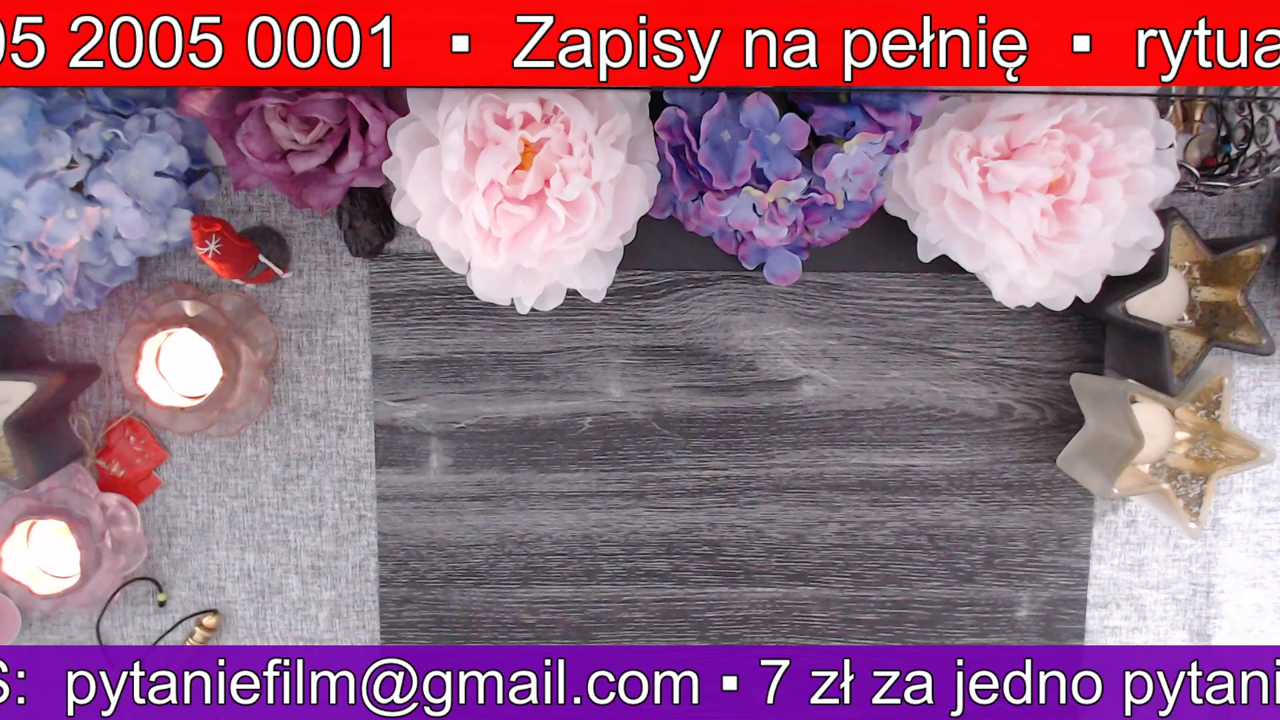 05 2005 0001 ▪ Zapisy na pełnię ▪ rytua
S: pytaniefilm@gmail.com ▪ 7 zł za jedno pytani